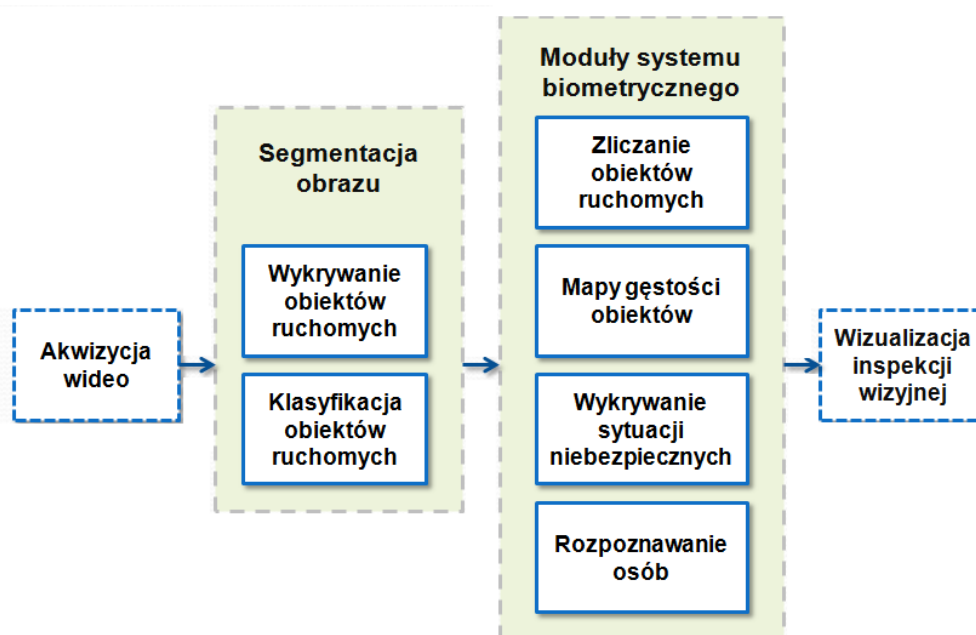 Akwizycja
wideo
Segmentacja
obrazu
Wykrywanie
obiektów
ruchomych
Klasyfikacja
obiektów
ruchomych
Moduły systemu
biometrycznego
Zliczanie
obiektów
ruchomych
Mapy gęstości
obiektów
Wykrywanie
sytuacji
niebezpiecznych
Rozpoznawanie
osób
Wizualizacja
inspekcji
wizyjnej